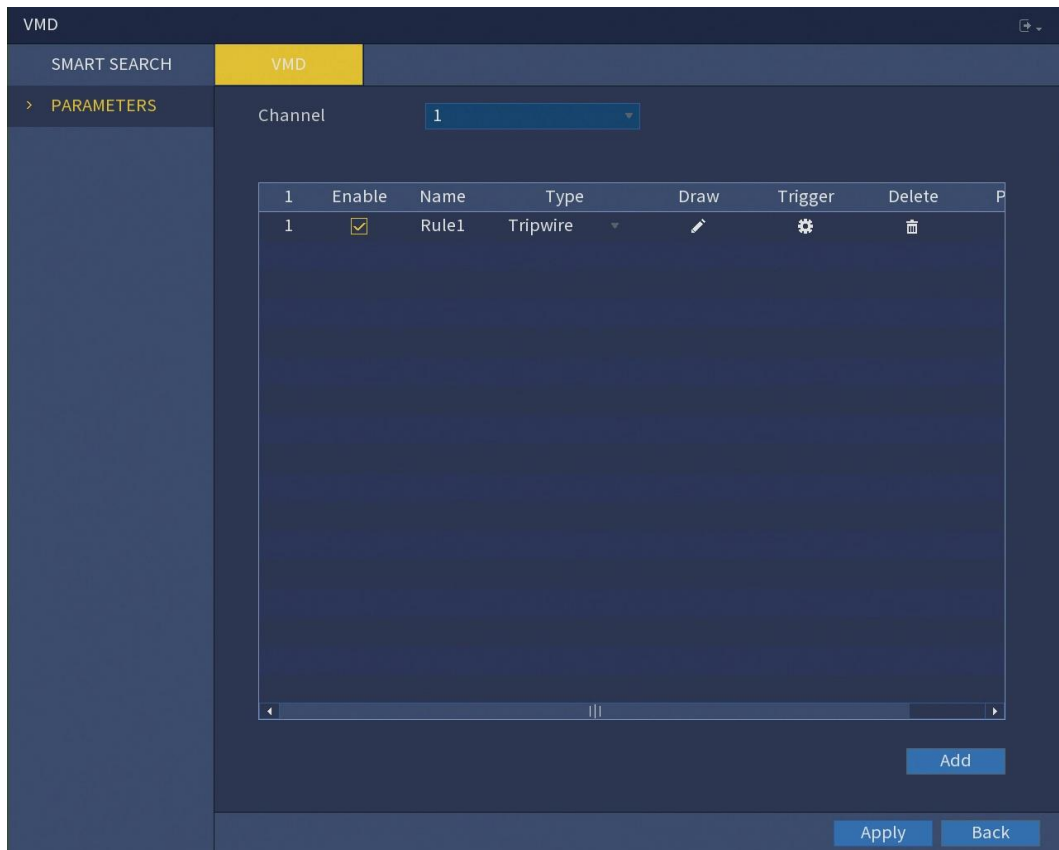 VMD
SMART SEARCH
VMD
PARAMETERS
Channel
1
1 Enable Name Type Draw Trigger Delete P
1 Rule1 Tripwire
Add
Apply Back